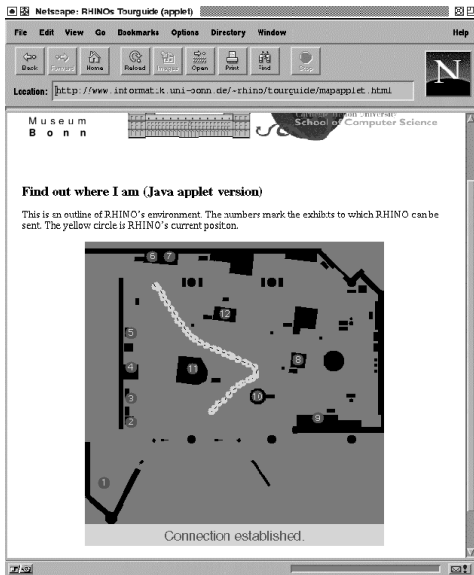 Netscape: RHINOs Tourguide (applet)
File Edit View Go Bookmarks Options Directory Window Help
Back Forward Home Reload Images Open Print Find Stop
Location: http://www.informatik.uni-bonn.de/~rhino/tourguide/mapapplet.html
N
Museum
Bonn
School of Computer Science
Find out where I am (Java applet version)
This is an outline of RHINO's environment. The numbers mark the exhibits to which RHINO can be
sent. The yellow circle is RHINO's current position.
6 7
12
5
8
4 11
3 10
9
2
1
Connection established.